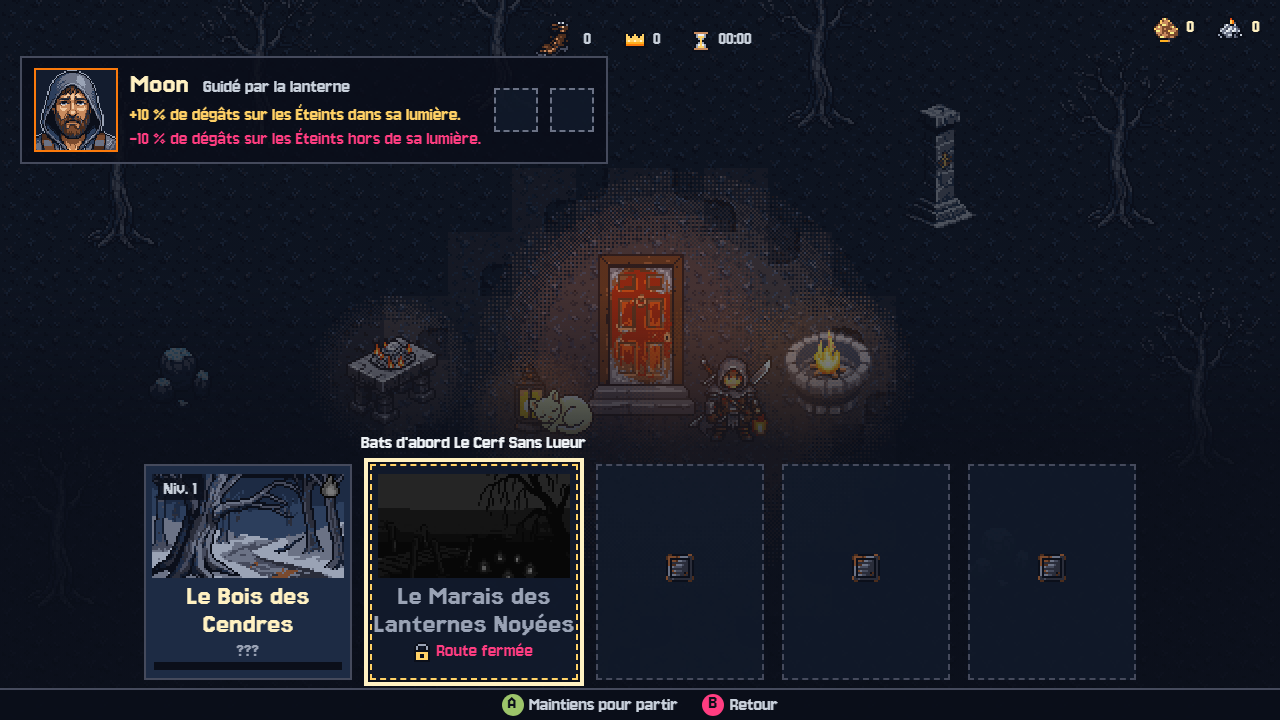 0
0
00:00
0
0
Moon
Guidé par la lanterne
+10 % de dégâts sur les Éteints dans sa lumière.
-10 % de dégâts sur les Éteints hors de sa lumière.
Bats d'abord Le Cerf Sans Lueur
Niv. 1
Le Bois des
Cendres
???
Le Marais des
Lanternes Noyées
Route fermée
A Maintiens pour partir
B Retour